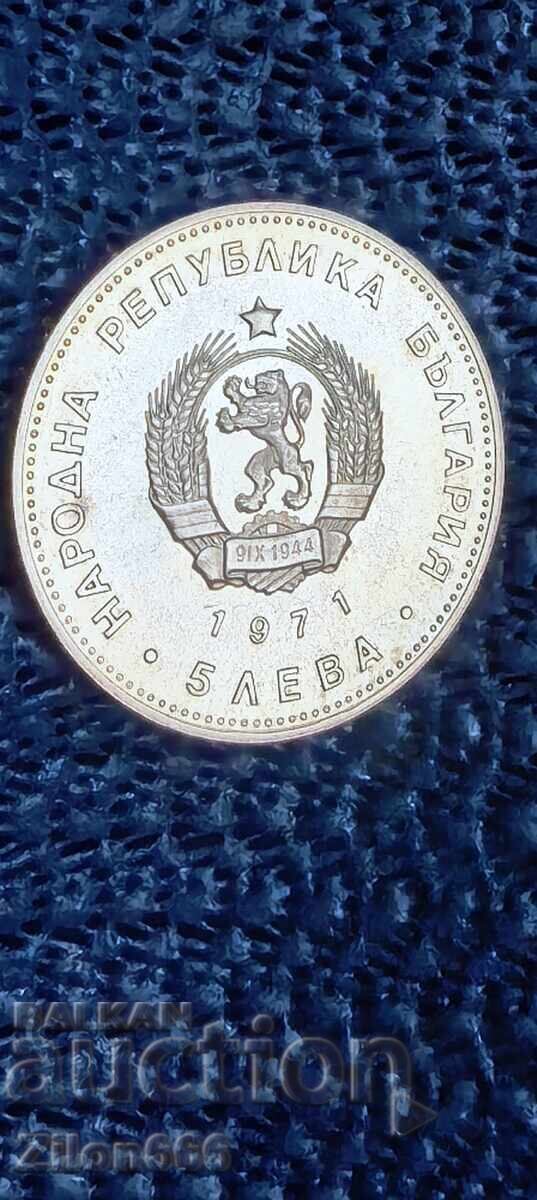 НАРОДНА РЕПУБЛИКА БЪЛГАРИЯ
9 IX 1944
1971
• 5 ЛЕВА •
BALKAN
auction
Zilon666